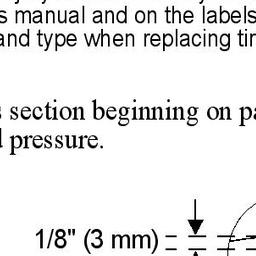 s manual and on the labels
and type when replacing tir
s section beginning on pa
d pressure.
1/8" (3 mm)